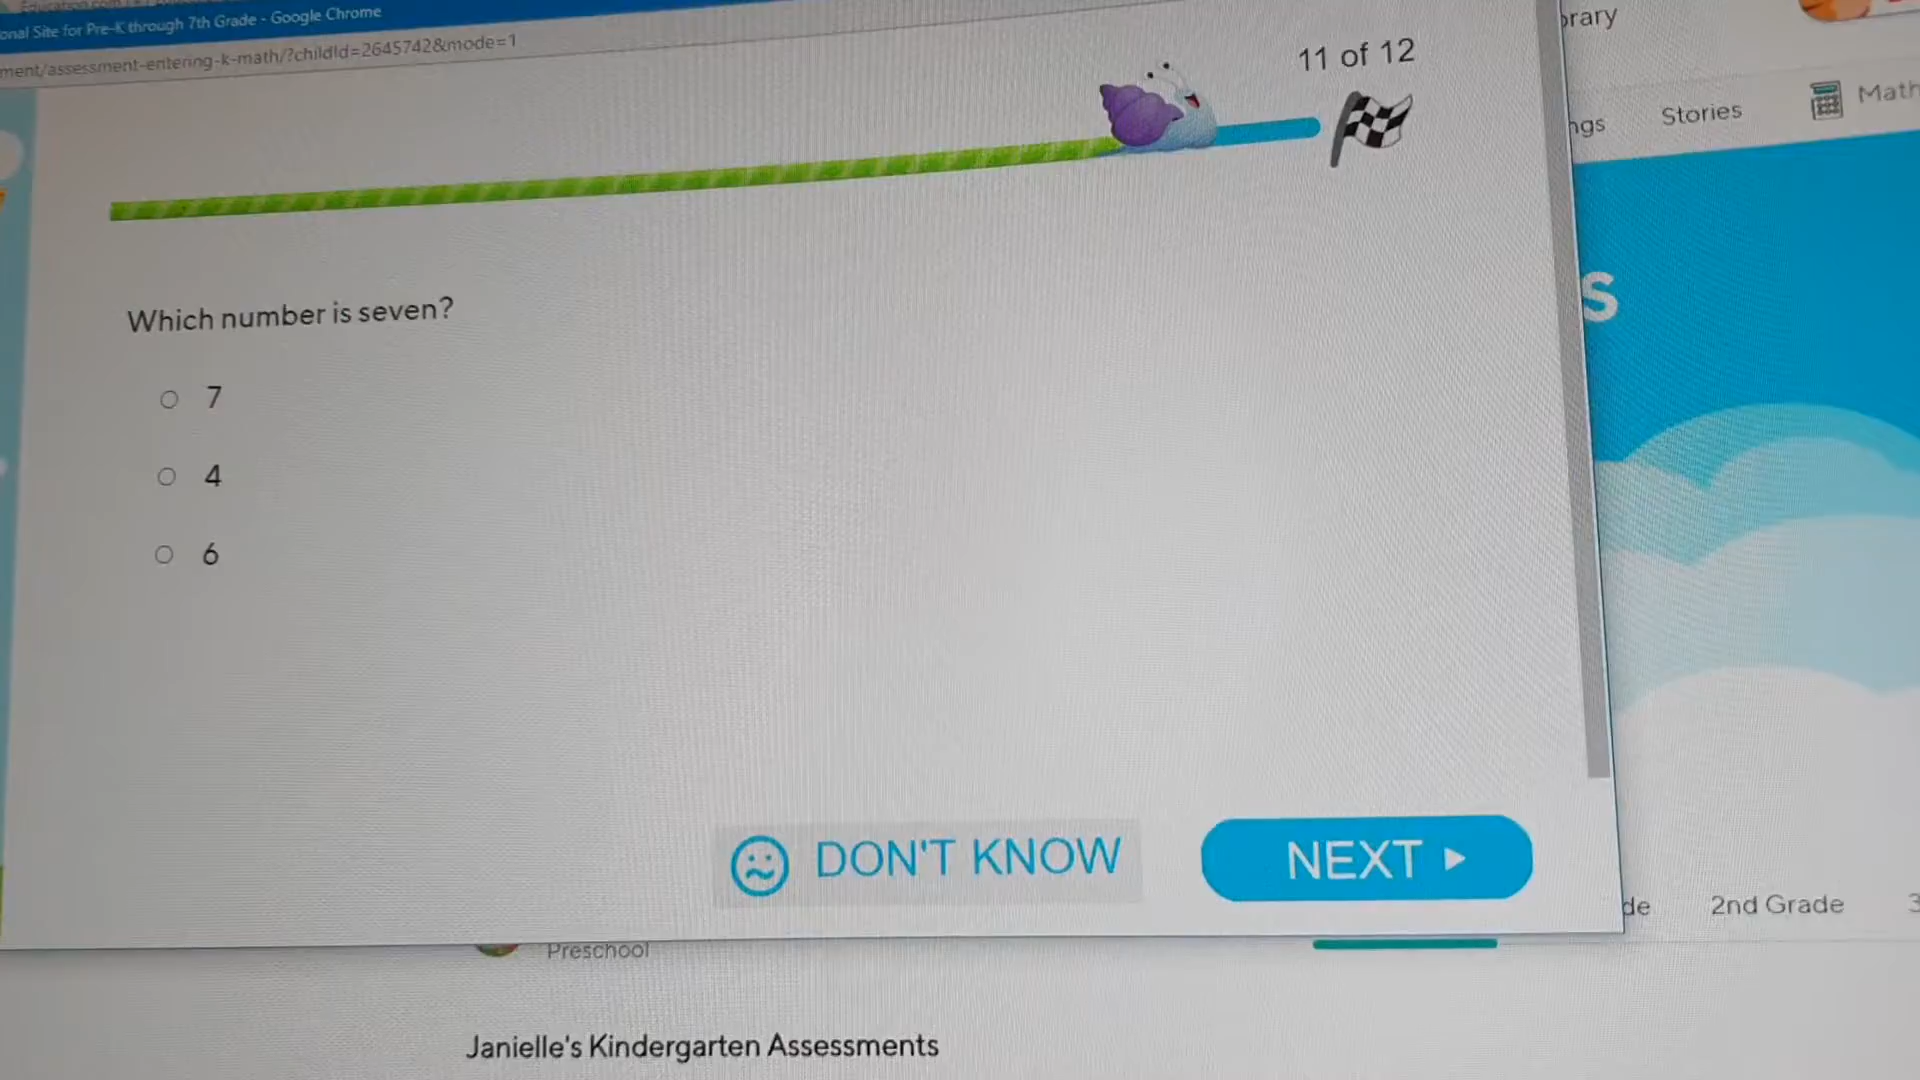 onal Site for Pre-K through 7th Grade - Google Chrome
ment/assessment-entering-k-math/?childId=2645742&mode=1
11 of 12
brary
ngs
Stories
Math
Which number is seven?
7
4
6
s
DON'T KNOW
NEXT
de
2nd Grade
3
Preschool
Janielle's Kindergarten Assessments